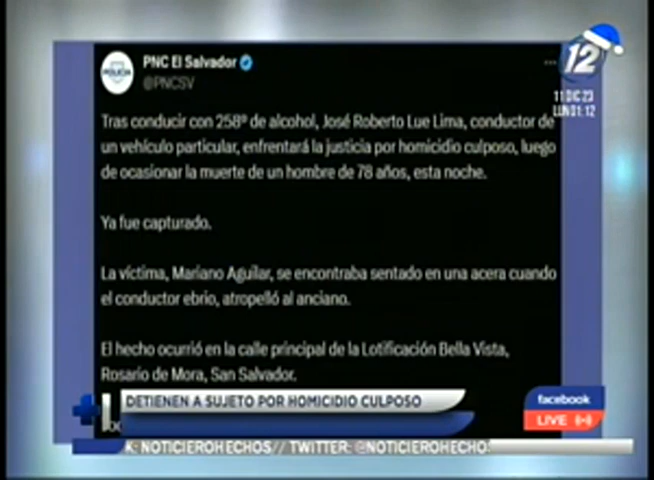 PNC El Salvador
@PNCSV
12
11 DIC 23
LUN 01:12
Tras conducir con 258º de alcohol, José Roberto Lue Lima, conductor de
un vehículo particular, enfrentará la justicia por homicidio culposo, luego
de ocasionar la muerte de un hombre de 78 años, esta noche.
Ya fue capturado.
La víctima, Mariano Aguilar, se encontraba sentado en una acera cuando
el conductor ebrio, atropelló al anciano.
El hecho ocurrió en la calle principal de la Lotificación Bella Vista,
Rosario de Mora, San Salvador.
DETIENEN A SUJETO POR HOMICIDIO CULPOSO
facebook
LIVE
K: NOTICIEROHECHOS // TWITTER: @NOTICIEROHECHO